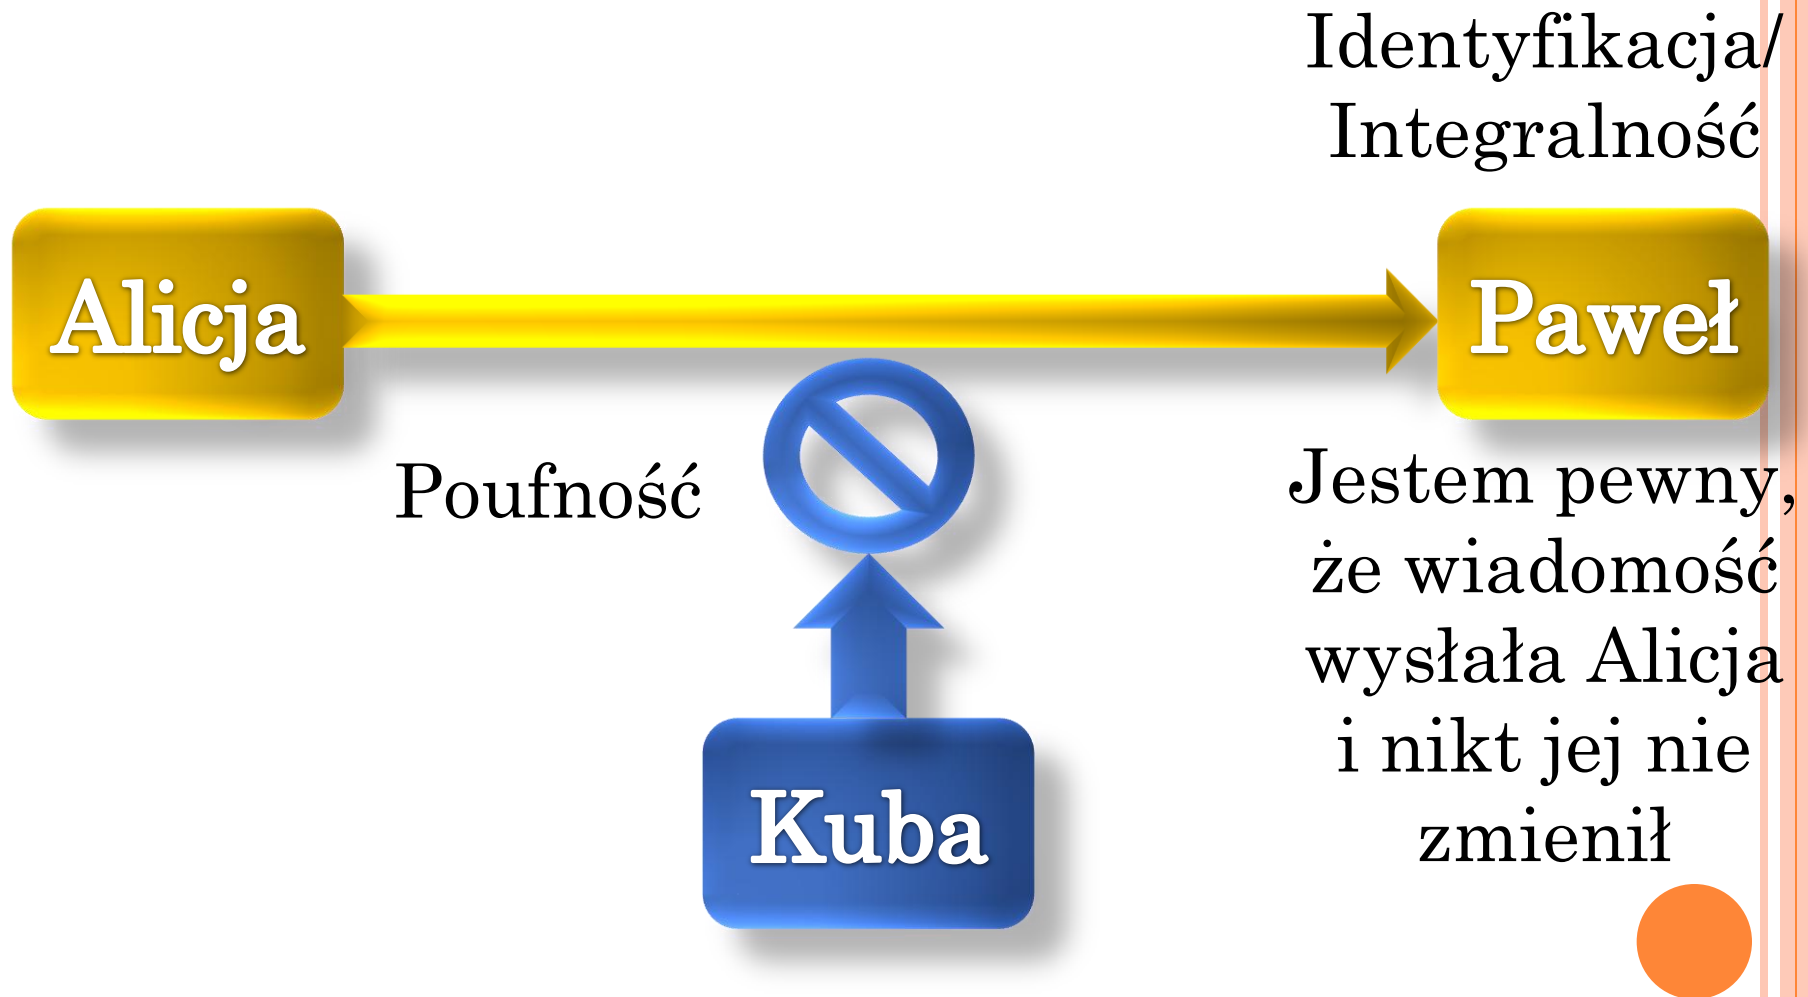 Identyfikacja/
Integralność
Alicja
Paweł
Poufność
Jestem pewny,
że wiadomość
wysłała Alicja
i nikt jej nie
zmienił
Kuba